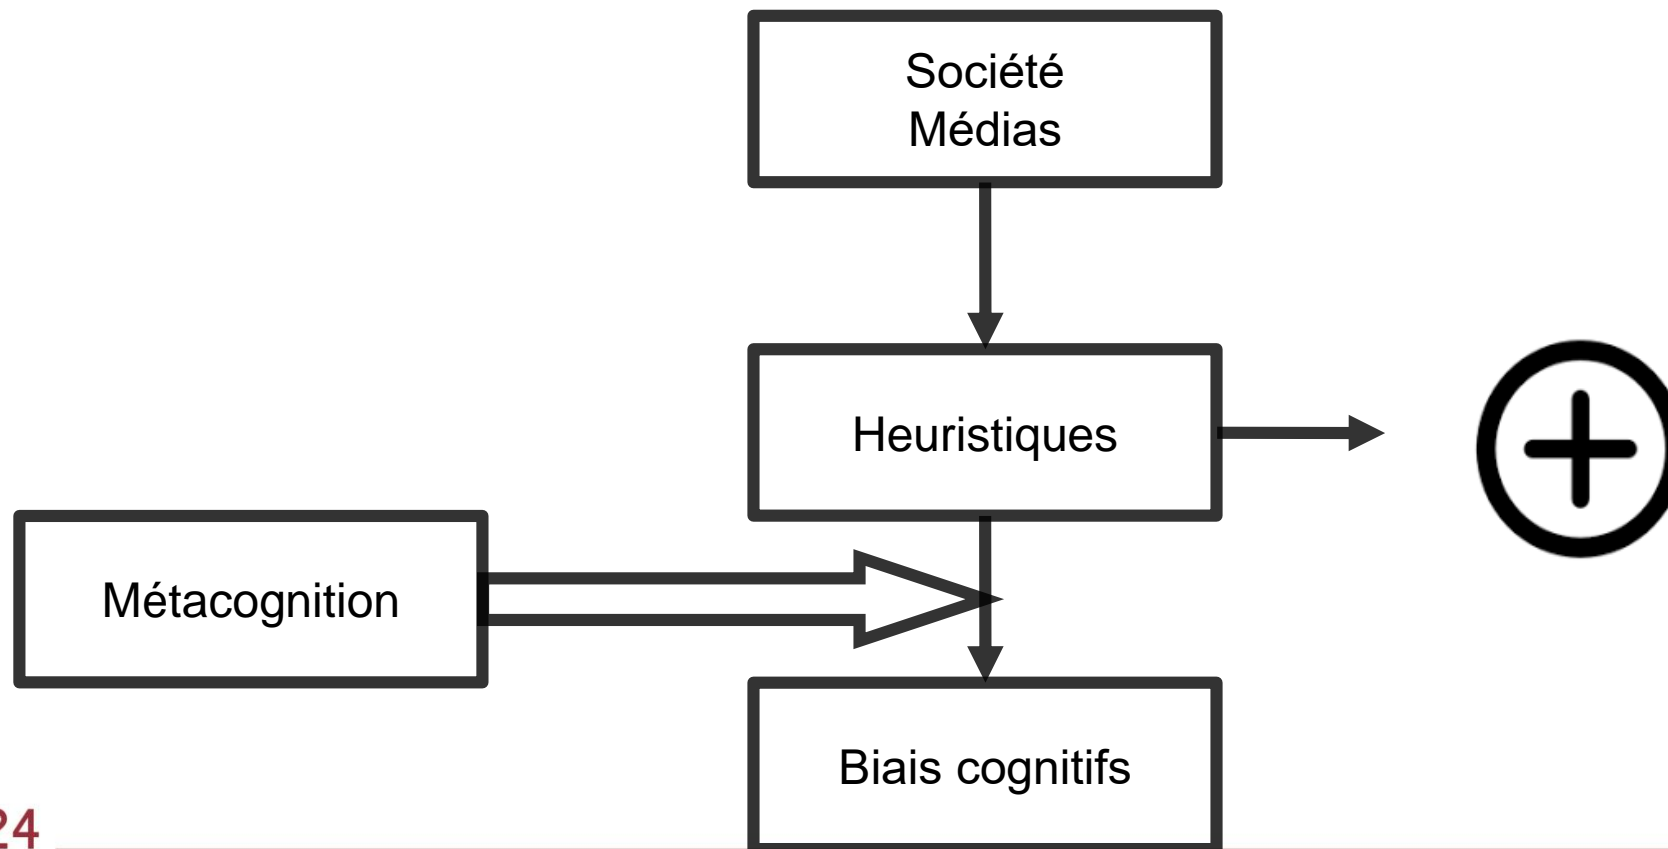 Société
Médias
Heuristiques
Métacognition
Biais cognitifs
24